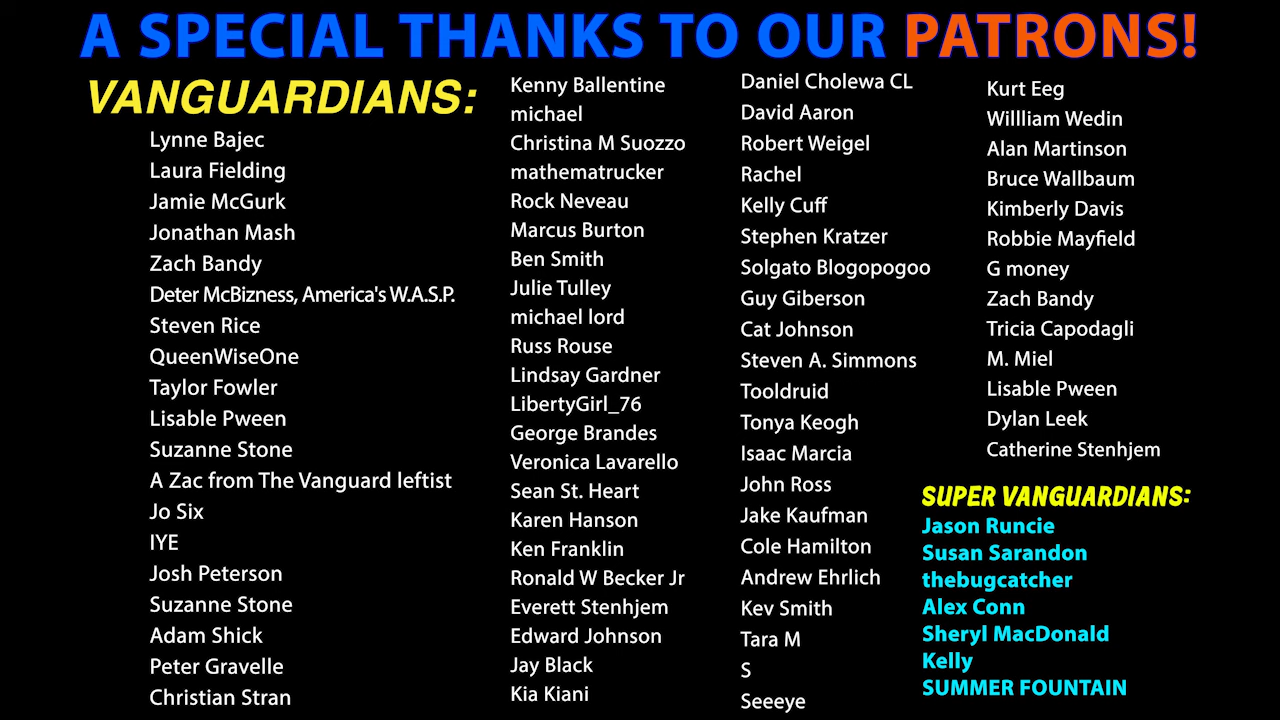 A SPECIAL THANKS TO OUR PATRONS!
VANGUARDIANS:
Lynne Bajec
Laura Fielding
Jamie McGurk
Jonathan Mash
Zach Bandy
Deter McBizness, America's W.A.S.P.
Steven Rice
QueenWiseOne
Taylor Fowler
Lisable Pween
Suzanne Stone
A Zac from The Vanguard leftist
Jo Six
IYE
Josh Peterson
Suzanne Stone
Adam Shick
Peter Gravelle
Christian Stran
Kenny Ballentine
michael
Christina M Suozzo
mathematrucker
Rock Neveau
Marcus Burton
Ben Smith
Julie Tulley
michael lord
Russ Rouse
Lindsay Gardner
LibertyGirl_76
George Brandes
Veronica Lavarello
Sean St. Heart
Karen Hanson
Ken Franklin
Ronald W Becker Jr
Everett Stenhjem
Edward Johnson
Jay Black
Kia Kiani
Daniel Cholewa CL
David Aaron
Robert Weigel
Rachel
Kelly Cuff
Stephen Kratzer
Solgato Blogopogoo
Guy Giberson
Cat Johnson
Steven A. Simmons
Tooldruid
Tonya Keogh
Isaac Marcia
John Ross
Jake Kaufman
Cole Hamilton
Andrew Ehrlich
Kev Smith
Tara M
S
Seeeye
Kurt Eeg
Willliam Wedin
Alan Martinson
Bruce Wallbaum
Kimberly Davis
Robbie Mayfield
G money
Zach Bandy
Tricia Capodagli
M. Miel
Lisable Pween
Dylan Leek
Catherine Stenhjem
SUPER VANGUARDIANS:
Jason Runcie
Susan Sarandon
thebugcatcher
Alex Conn
Sheryl MacDonald
Kelly
SUMMER FOUNTAIN